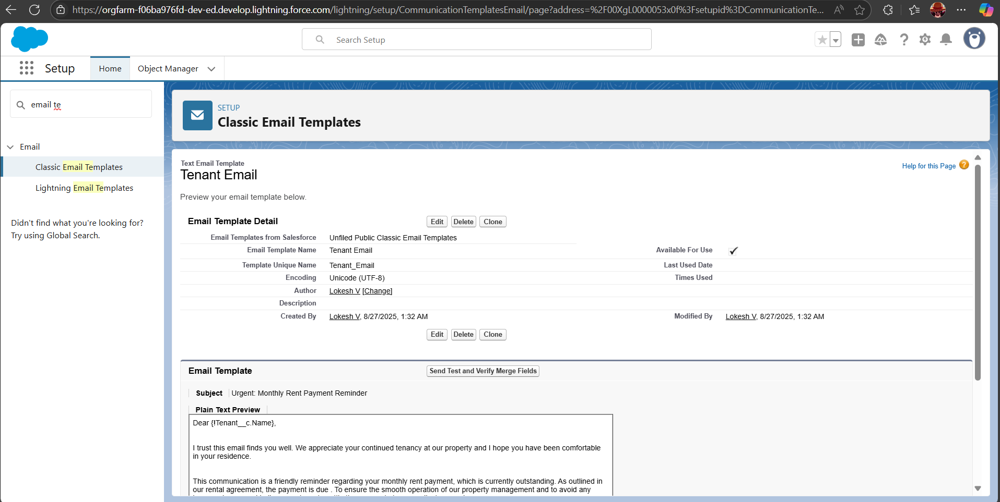 https://orgfarm-f06ba976fd-dev-ed.develop.lightning.force.com/lightning/setup/CommunicationTemplatesEmail/page?address=%2F00XgL0000053x0f%3Fsetupid%3DCommunicationTe...
Search Setup
Setup
Home
Object Manager
email te
Email
Classic Email Templates
Lightning Email Templates
Didn't find what you're looking for?
Try using Global Search.
SETUP
Classic Email Templates
Text Email Template
Tenant Email
Help for this Page
Preview your email template below.
Email Template Detail
Edit Delete Clone
Email Templates from Salesforce Unfiled Public Classic Email Templates
Email Template Name Tenant Email Available For Use
Template Unique Name Tenant_Email Last Used Date
Encoding Unicode (UTF-8) Times Used
Author Lokesh V [Change]
Description
Created By Lokesh V, 8/27/2025, 1:32 AM Modified By Lokesh V, 8/27/2025, 1:32 AM
Edit Delete Clone
Email Template Send Test and Verify Merge Fields
Subject Urgent: Monthly Rent Payment Reminder
Plain Text Preview
Dear {!Tenant__c.Name},
I trust this email finds you well. We appreciate your continued tenancy at our property and I hope you have been comfortable
in your residence.
This communication is a friendly reminder regarding your monthly rent payment, which is currently outstanding. As outlined in
our rental agreement, the payment is due . To ensure the smooth operation of our property management and to avoid any